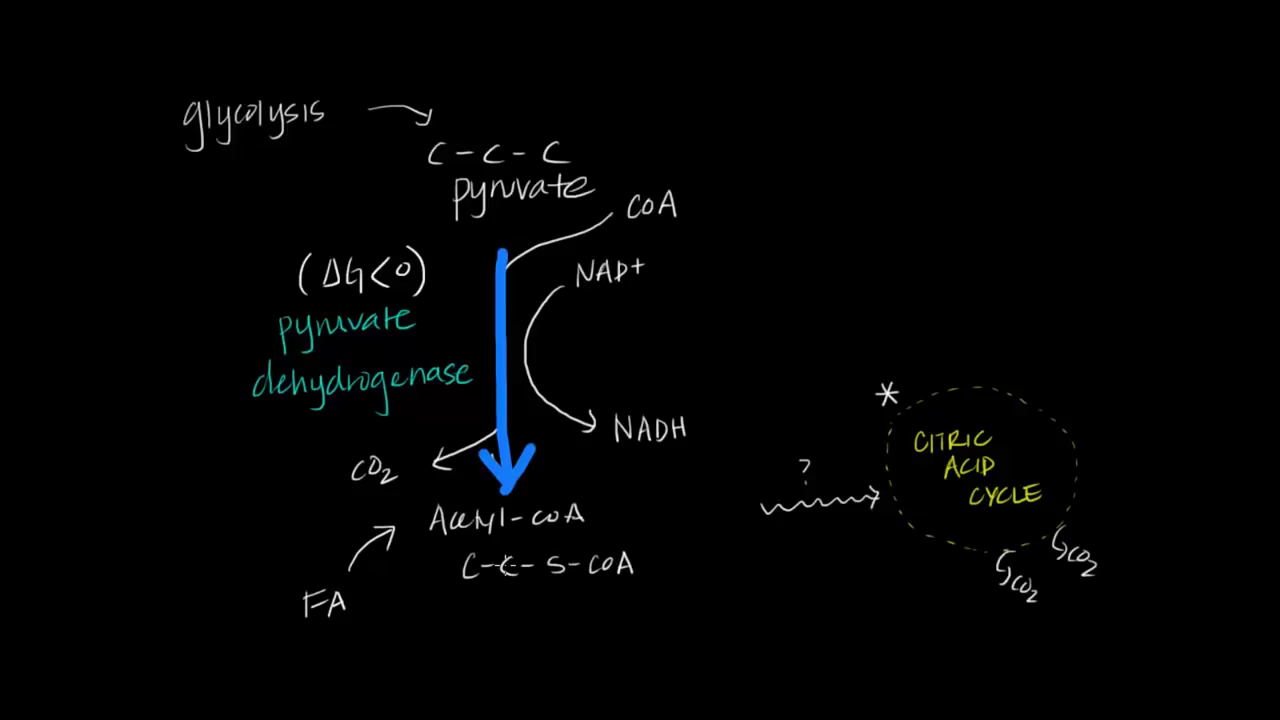 glycolysis
C-C-C
pyruvate
CoA
NAD+
(ΔG<0)
pyruvate
dehydrogenase
NADH
CO2
Acetyl-CoA
C-C-S-CoA
FA
?
*
CITRIC
ACID
CYCLE
CO2
CO2